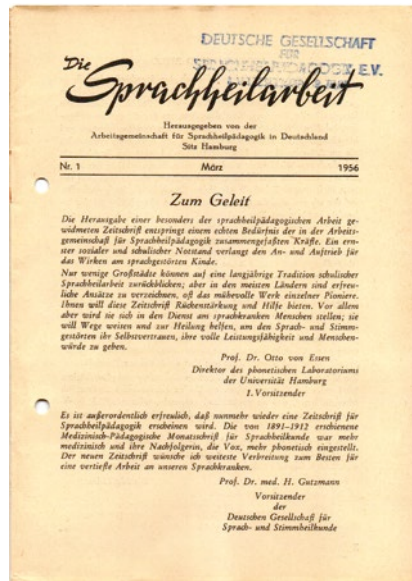 DEUTSCHE GESELLSCHAFT
FÜR
E.V.
Die
Sprachheilarbeit
Herausgegeben von der
Arbeitsgemeinschaft für Sprachheilpädagogik in Deutschland
Sitz Hamburg
Nr. 1 März 1956
Zum Geleit
Die Herausgabe einer besonders der sprachheilpädagogischen Arbeit ge-
widmeten Zeitschrift entspringt einem echten Bedürfnis der in der Arbeits-
gemeinschaft für Sprachheilpädagogik zusammengefaßten Kräfte. Ein ern-
ster sozialer und schulischer Notstand verlangt den An- und Auftrieb für
das Wirken am sprachgestörten Kinde.
Nur wenige Großstädte können auf eine langjährige Tradition schulischer
Sprachheilarbeit zurückblicken; aber in den meisten Ländern sind erfreu-
liche Ansätze zu verzeichnen, oft das mühevolle Werk einzelner Pioniere.
Ihnen will diese Zeitschrift Rückenstärkung und Hilfe bieten. Vor allem
aber wird sie sich in den Dienst am sprachkranken Menschen stellen; sie
will Wege weisen und zur Heilung helfen, um den Sprach- und Stimm-
gestörten ihr Selbstvertrauen, ihre volle Leistungsfähigkeit und Menschen-
würde zu geben.
Prof. Dr. Otto von Essen
Direktor des phonetischen Laboratoriums
der Universität Hamburg
1. Vorsitzender
Es ist außerordentlich erfreulich, daß nunmehr wieder eine Zeitschrift für
Sprachheilpädagogik erscheinen wird. Die von 1891–1912 erschienene
Medizinisch-Pädagogische Monatsschrift für Sprachheilkunde war mehr
medizinisch und ihre Nachfolgerin, die Vox, mehr phonetisch eingestellt.
Der neuen Zeitschrift wünsche ich weiteste Verbreitung zum Besten für
eine vertiefte Arbeit an unseren Sprachkranken.
Prof. Dr. med. H. Gutzmann
Vorsitzender
der
Deutschen Gesellschaft für
Sprach- und Stimmheilkunde